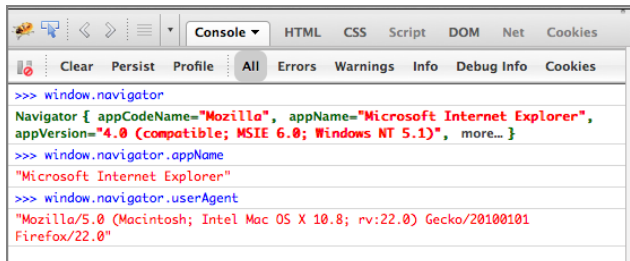 Console HTML CSS Script DOM Net Cookies
Clear Persist Profile All Errors Warnings Info Debug Info Cookies
>>> window.navigator
Navigator { appCodeName="Mozilla", appName="Microsoft Internet Explorer",
appVersion="4.0 (compatible; MSIE 6.0; Windows NT 5.1)", more... }
>>> window.navigator.appName
"Microsoft Internet Explorer"
>>> window.navigator.userAgent
"Mozilla/5.0 (Macintosh; Intel Mac OS X 10.8; rv:22.0) Gecko/20100101
Firefox/22.0"